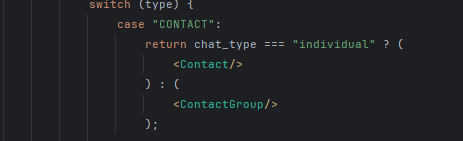 switch (type) {
case "CONTACT":
return chat_type === "individual" ? (
<Contact/>
) : (
<ContactGroup/>
);